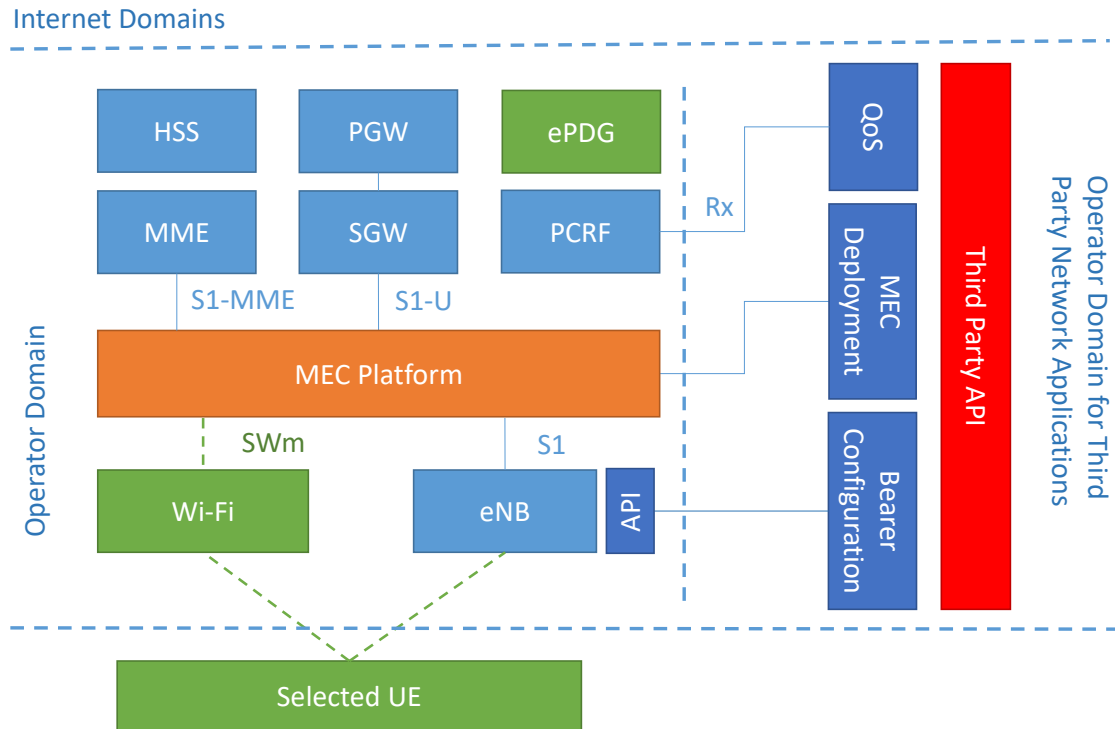 Internet Domains
HSS
PGW
ePDG
QoS
MME
SGW
PCRF
Rx
S1-MME
S1-U
MEC
Deployment
Third Party API
Operator Domain for Third
Party Network Applications
Operator Domain
MEC Platform
SWm
S1
Wi-Fi
eNB
API
Bearer
Configuration
Selected UE